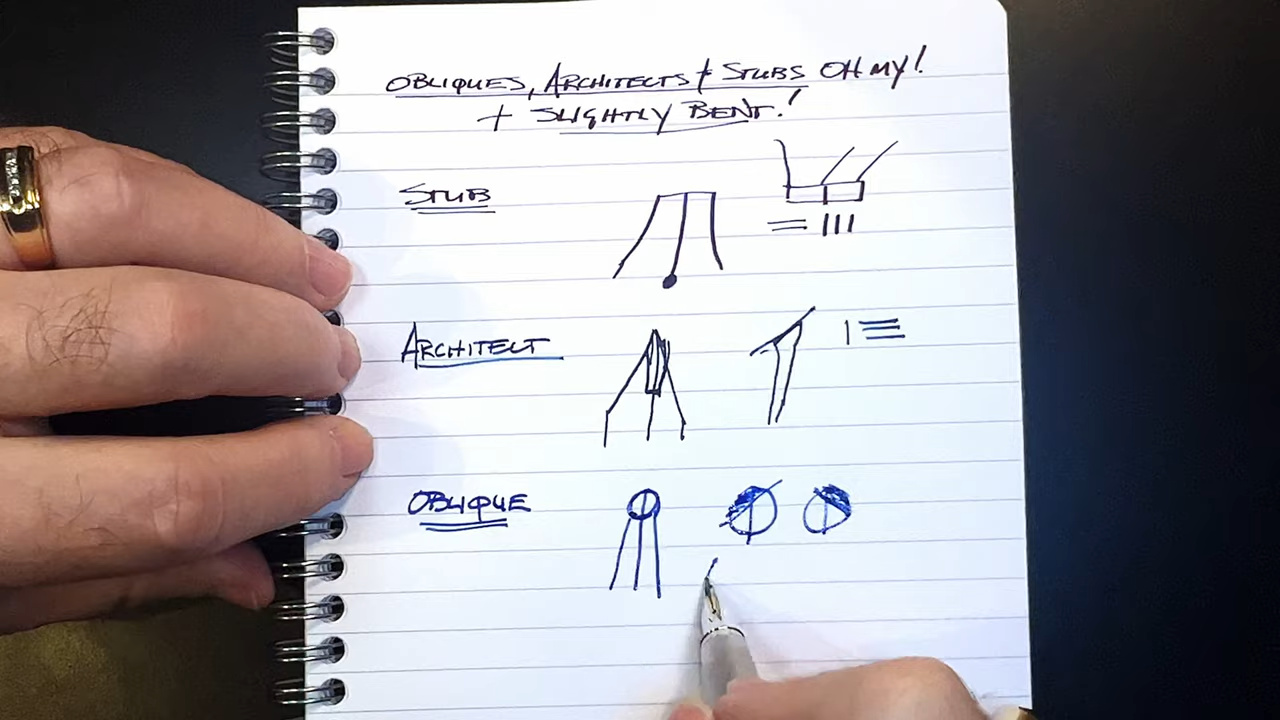 OBLIQUES, ARCHITECTS & STUBS OH MY!
+ SLIGHTLY BENT!
STUB
ARCHITECT
OBLIQUE